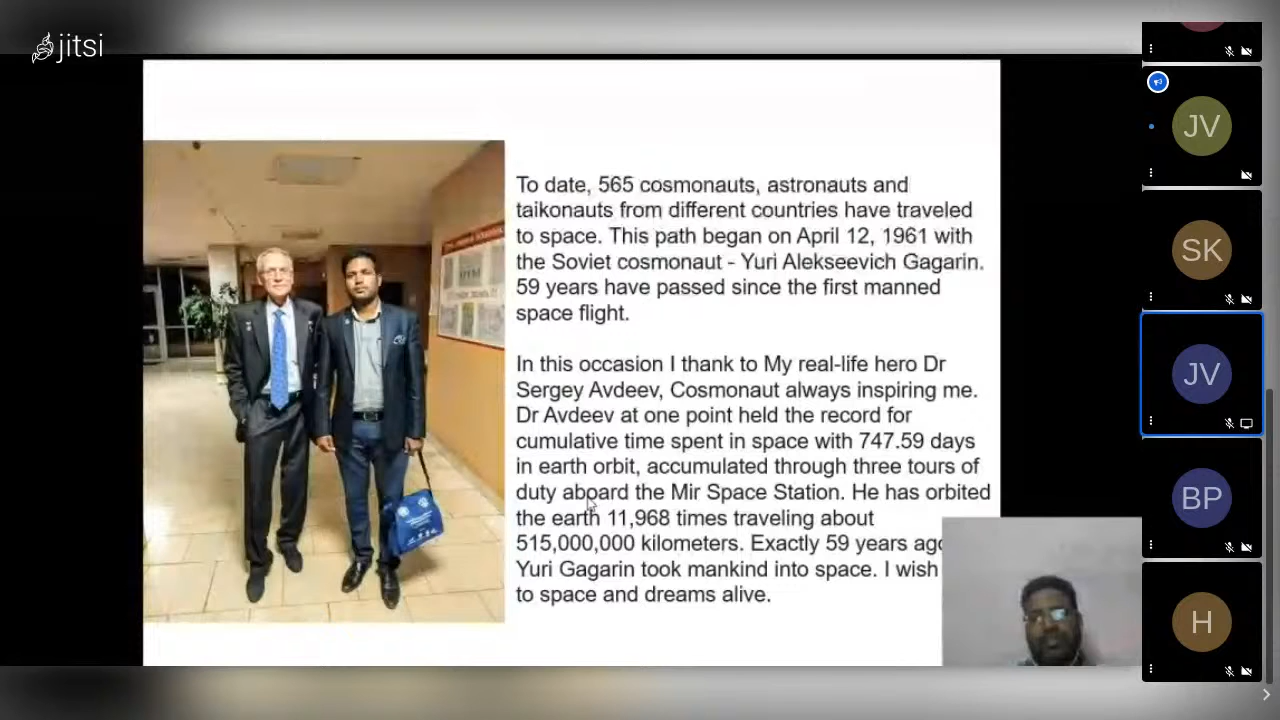 jitsi
To date, 565 cosmonauts, astronauts and
taikonauts from different countries have traveled
to space. This path began on April 12, 1961 with
the Soviet cosmonaut - Yuri Alekseevich Gagarin.
59 years have passed since the first manned
space flight.
In this occasion I thank to My real-life hero Dr
Sergey Avdeev, Cosmonaut always inspiring me.
Dr Avdeev at one point held the record for
cumulative time spent in space with 747.59 days
in earth orbit, accumulated through three tours of
duty aboard the Mir Space Station. He has orbited
the earth 11,968 times traveling about
515,000,000 kilometers. Exactly 59 years ago
Yuri Gagarin took mankind into space. I wish
to space and dreams alive.
JV
SK
JV
BP
H